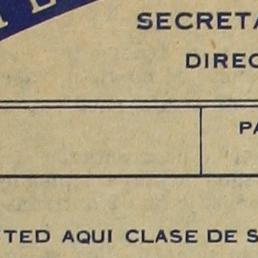 SECRETA
DIREC
PA
TED AQUI CLASE DE S